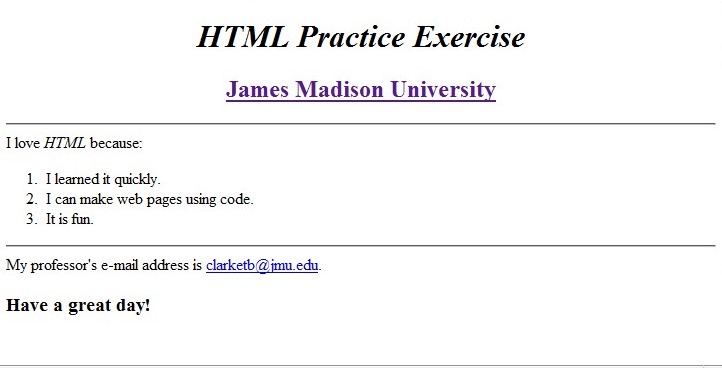 HTML Practice Exercise
James Madison University
I love HTML because:
1. I learned it quickly.
2. I can make web pages using code.
3. It is fun.
My professor's e-mail address is clarketb@jmu.edu.
Have a great day!